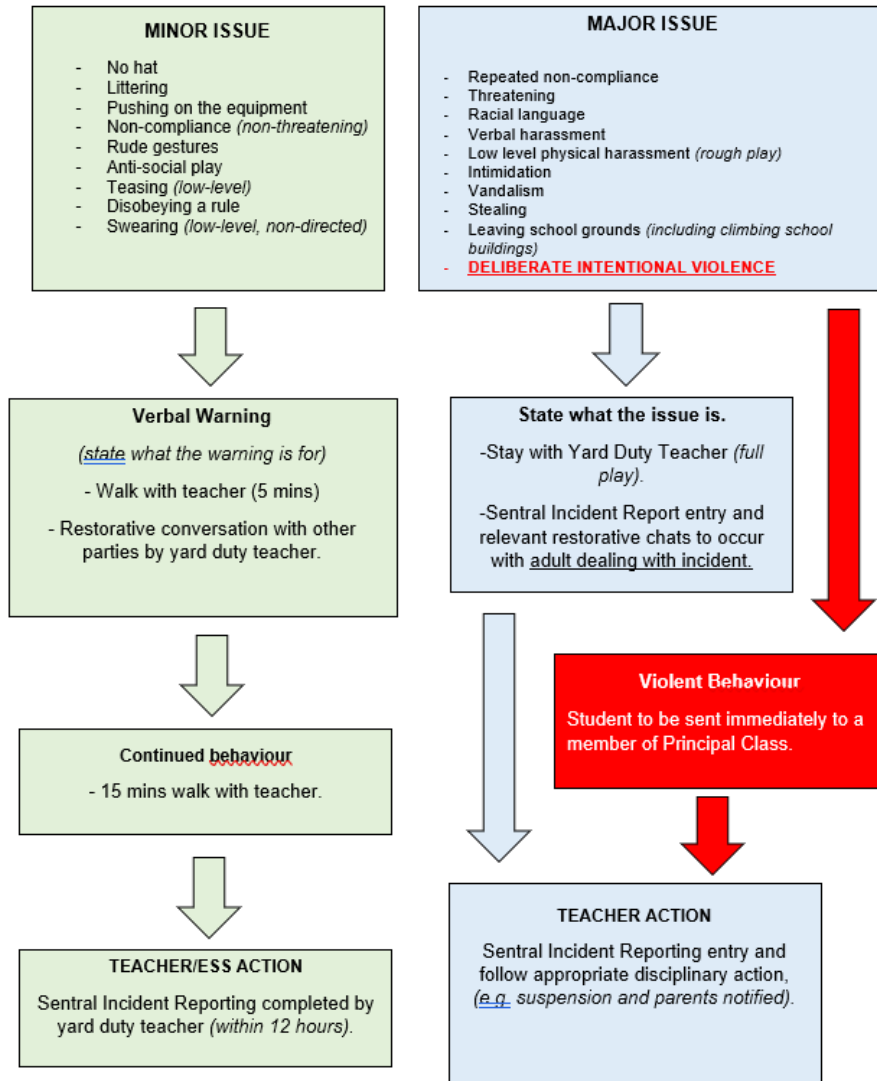 MINOR ISSUE
- No hat
- Littering
- Pushing on the equipment
- Non-compliance (non-threatening)
- Rude gestures
- Anti-social play
- Teasing (low-level)
- Disobeying a rule
- Swearing (low-level, non-directed)
Verbal Warning
(state what the warning is for)
- Walk with teacher (5 mins)
- Restorative conversation with other
parties by yard duty teacher.
Continued behaviour
- 15 mins walk with teacher.
TEACHER/ESS ACTION
Sentral Incident Reporting completed by
yard duty teacher (within 12 hours).
MAJOR ISSUE
- Repeated non-compliance
- Threatening
- Racial language
- Verbal harassment
- Low level physical harassment (rough play)
- Intimidation
- Vandalism
- Stealing
- Leaving school grounds (including climbing school
buildings)
- DELIBERATE INTENTIONAL VIOLENCE
State what the issue is.
-Stay with Yard Duty Teacher (full
play).
-Sentral Incident Report entry and
relevant restorative chats to occur
with adult dealing with incident.
Violent Behaviour
Student to be sent immediately to a
member of Principal Class.
TEACHER ACTION
Sentral Incident Reporting entry and
follow appropriate disciplinary action,
(e.g. suspension and parents notified).